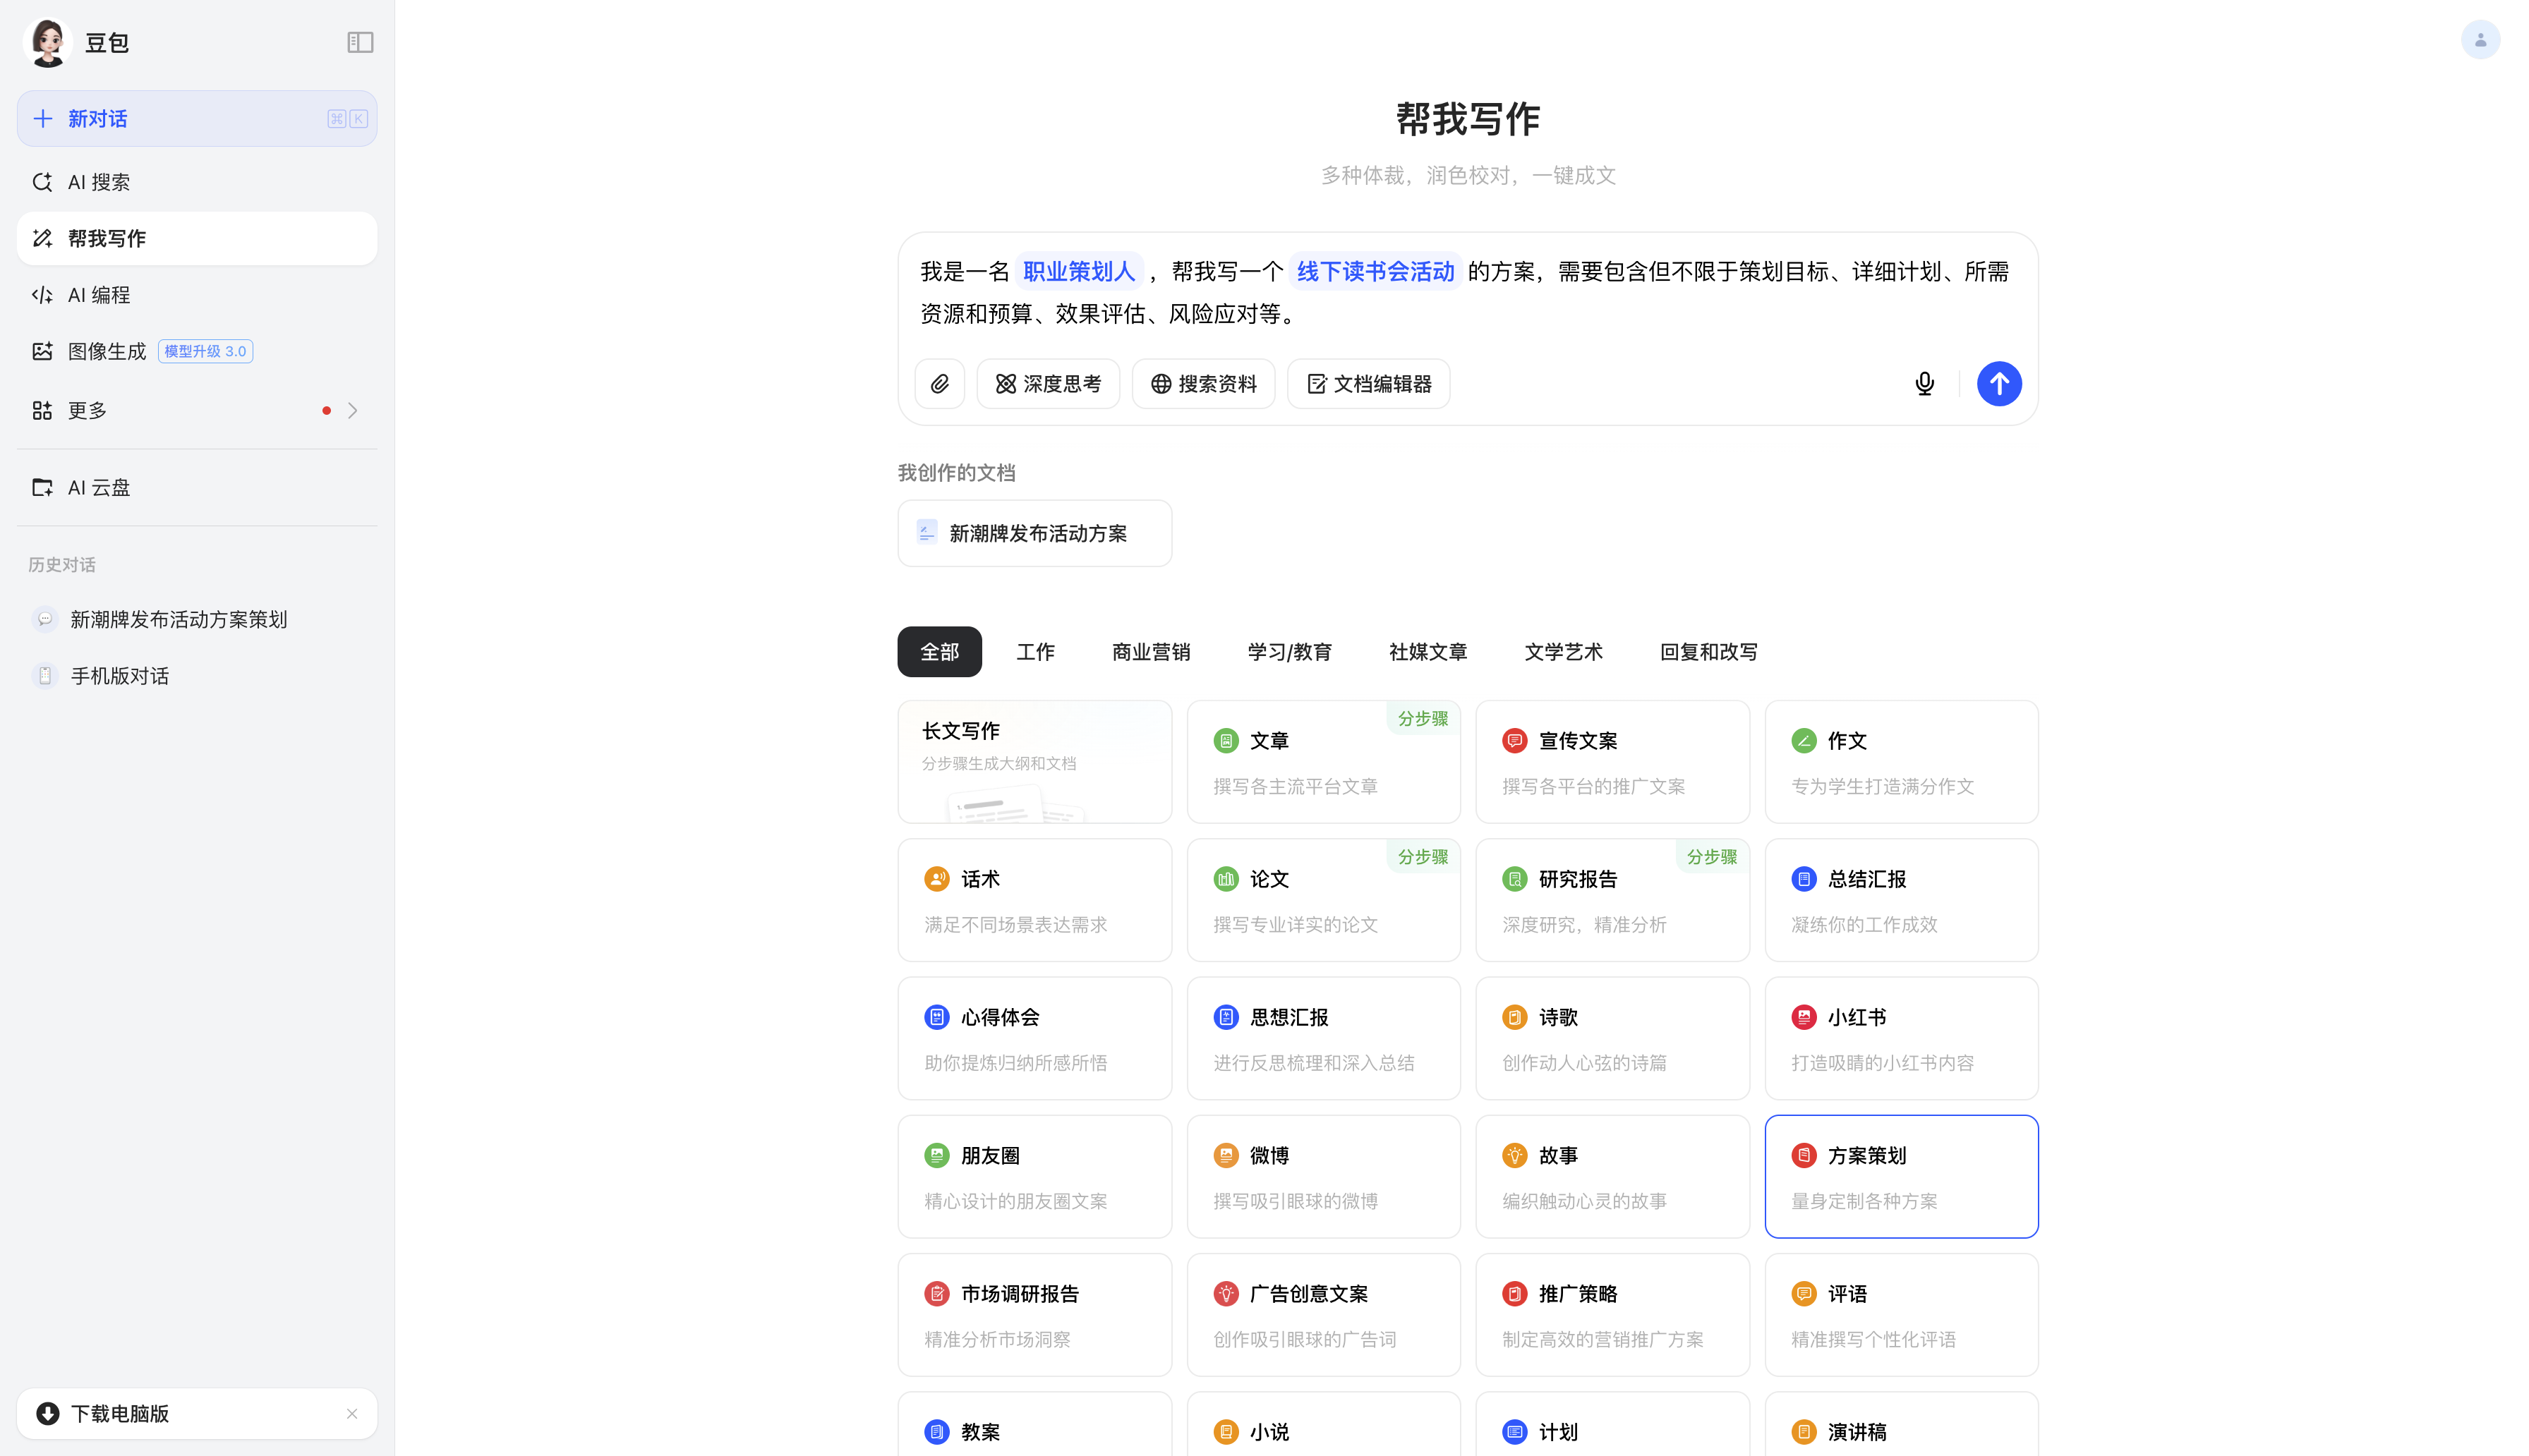 豆包
新对话
⌘ K
AI 搜索
帮我写作
AI 编程
图像生成 模型升级 3.0
更多
AI 云盘
历史对话
新潮牌发布活动方案策划
手机版对话
下载电脑版
帮我写作
多种体裁，润色校对，一键成文
我是一名 职业策划人 ，帮我写一个 线下读书会活动 的方案，需要包含但不限于策划目标、详细计划、所需
资源和预算、效果评估、风险应对等。
深度思考 搜索资料 文档编辑器
我创作的文档
新潮牌发布活动方案
全部 工作 商业营销 学习/教育 社媒文章 文学艺术 回复和改写
长文写作
分步骤生成大纲和文档
分步骤
文章
撰写各主流平台文章
宣传文案
撰写各平台的推广文案
作文
专为学生打造满分作文
话术
满足不同场景表达需求
分步骤
论文
撰写专业详实的论文
分步骤
研究报告
深度研究，精准分析
总结汇报
凝练你的工作成效
心得体会
助你提炼归纳所感所悟
思想汇报
进行反思梳理和深入总结
诗歌
创作动人心弦的诗篇
小红书
打造吸睛的小红书内容
朋友圈
精心设计的朋友圈文案
微博
撰写吸引眼球的微博
故事
编织触动心灵的故事
方案策划
量身定制各种方案
市场调研报告
精准分析市场洞察
广告创意文案
创作吸引眼球的广告词
推广策略
制定高效的营销推广方案
评语
精准撰写个性化评语
教案
小说
计划
演讲稿